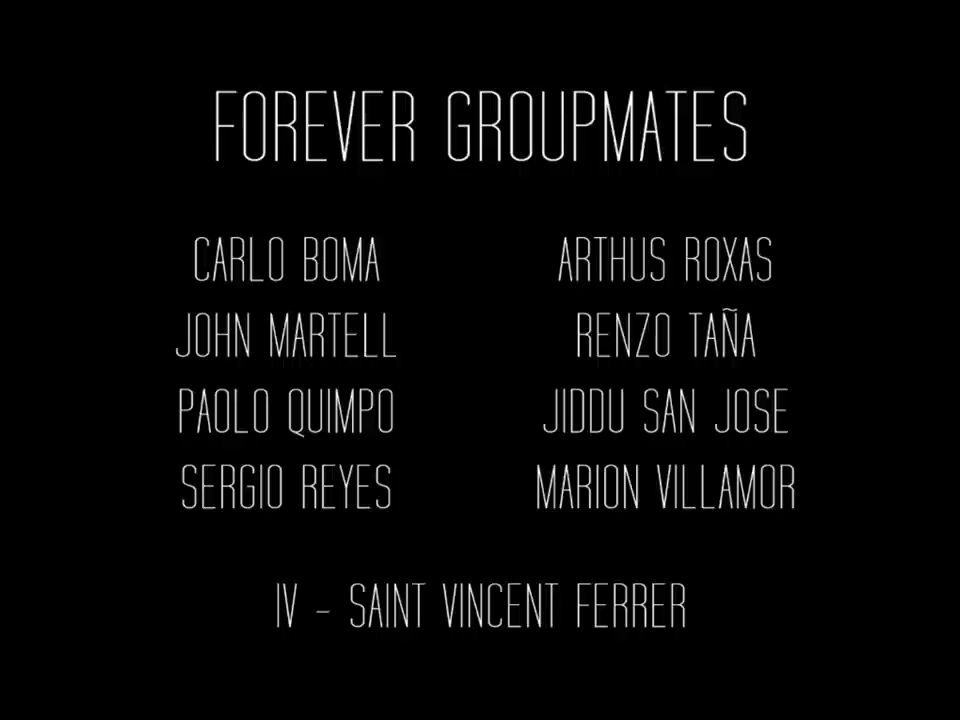 FOREVER GROUPMATES
CARLO BOMA
JOHN MARTELL
PAOLO QUIMPO
SERGIO REYES
ARTHUS ROXAS
RENZO TAÑA
JIDDU SAN JOSE
MARION VILLAMOR
IV - SAINT VINCENT FERRER